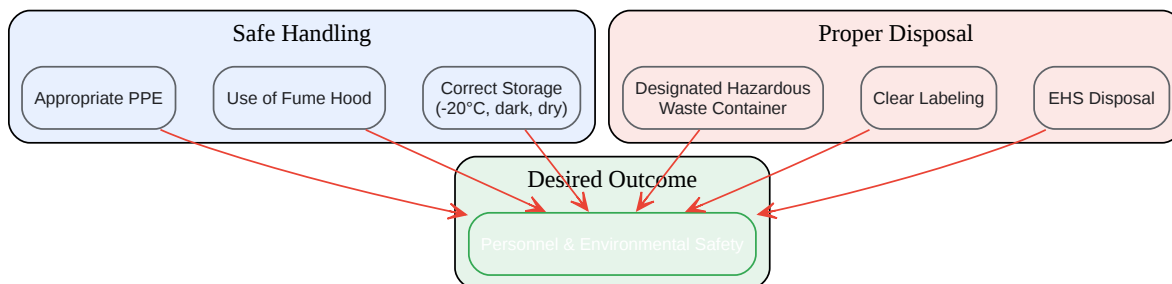 Safe Handling
Proper Disposal
Appropriate PPE
Use of Fume Hood
Correct Storage
(-20°C, dark, dry)
Designated Hazardous
Waste Container
Clear Labeling
EHS Disposal
Desired Outcome
Personnel & Environmental Safety